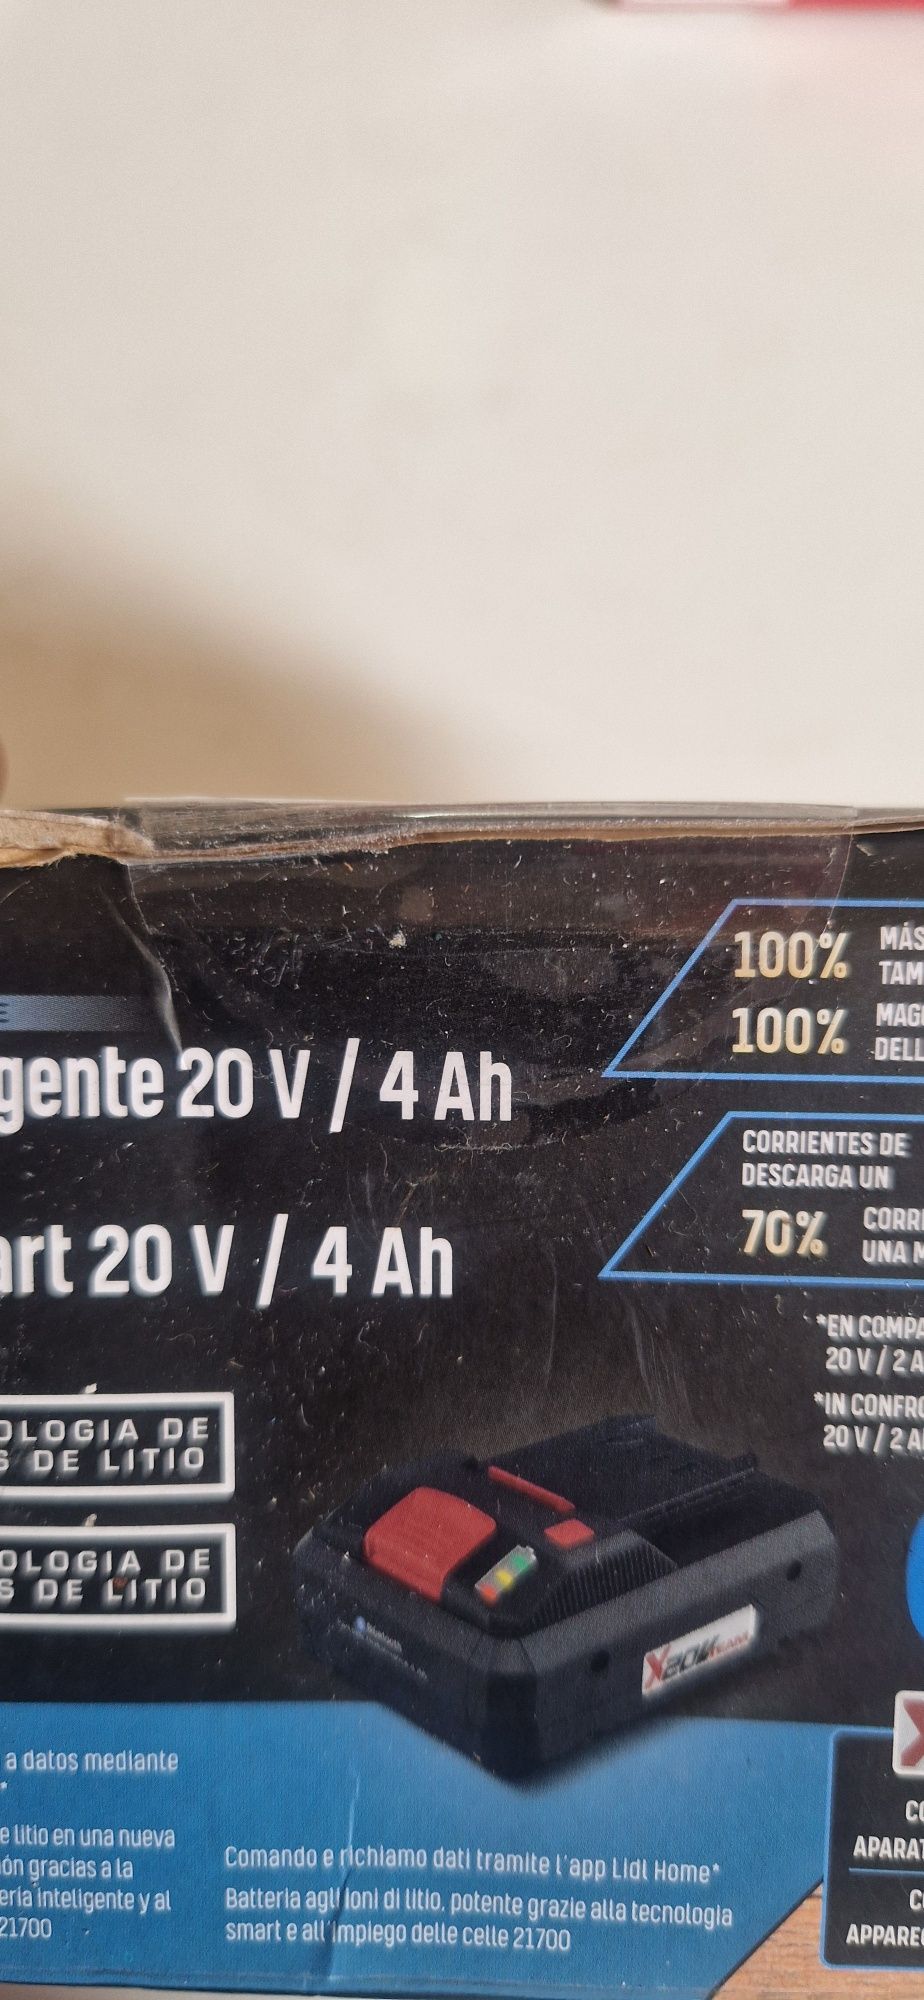 gente 20 V / 4 Ah
art 20 V / 4 Ah
100% MÁS
TAM
100% MAG
DELL
CORRIENTES DE
DESCARGA UN
70% CORR
UNA M
*EN COMPA
20 V / 2 A
*IN CONFRO
20 V / 2 A
OLOGIA DE
S DE LITIO
OLOGIA DE
S DE LITIO
Bluetooth
X20V TEAM
a datos mediante
*
e litio en una nueva
ón gracias a la
ería inteligente y al
21700
Comando e richiamo dati tramite l'app Lidl Home*
Batteria agli ioni di litio, potente grazie alla tecnologia
smart e all'impiego delle celle 21700
X
CO
APARAT
C
APPAREC